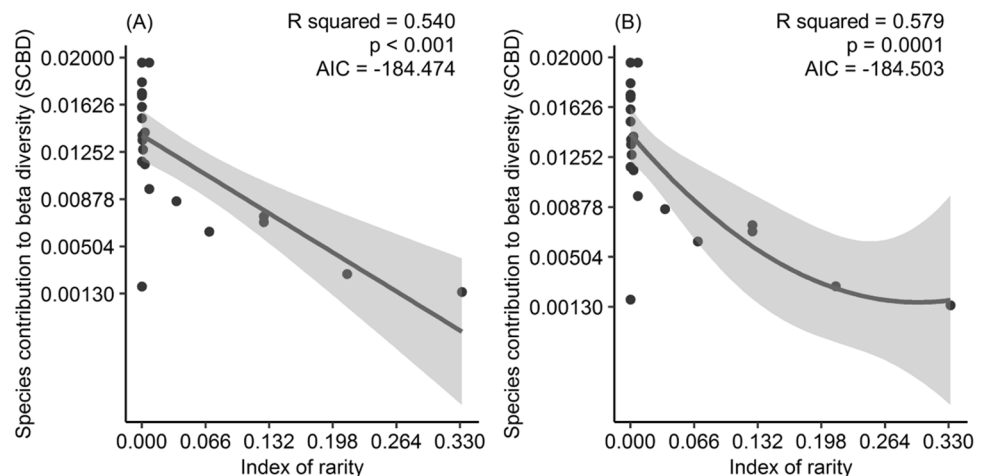 (A)
R squared = 0.540
p < 0.001
AIC = -184.474
Species contribution to beta diversity (SCBD)
0.02000
0.01626
0.01252
0.00878
0.00504
0.00130
0.000 0.066 0.132 0.198 0.264 0.330
Index of rarity
(B)
R squared = 0.579
p = 0.0001
AIC = -184.503
Species contribution to beta diversity (SCBD)
0.02000
0.01626
0.01252
0.00878
0.00504
0.00130
0.000 0.066 0.132 0.198 0.264 0.330
Index of rarity